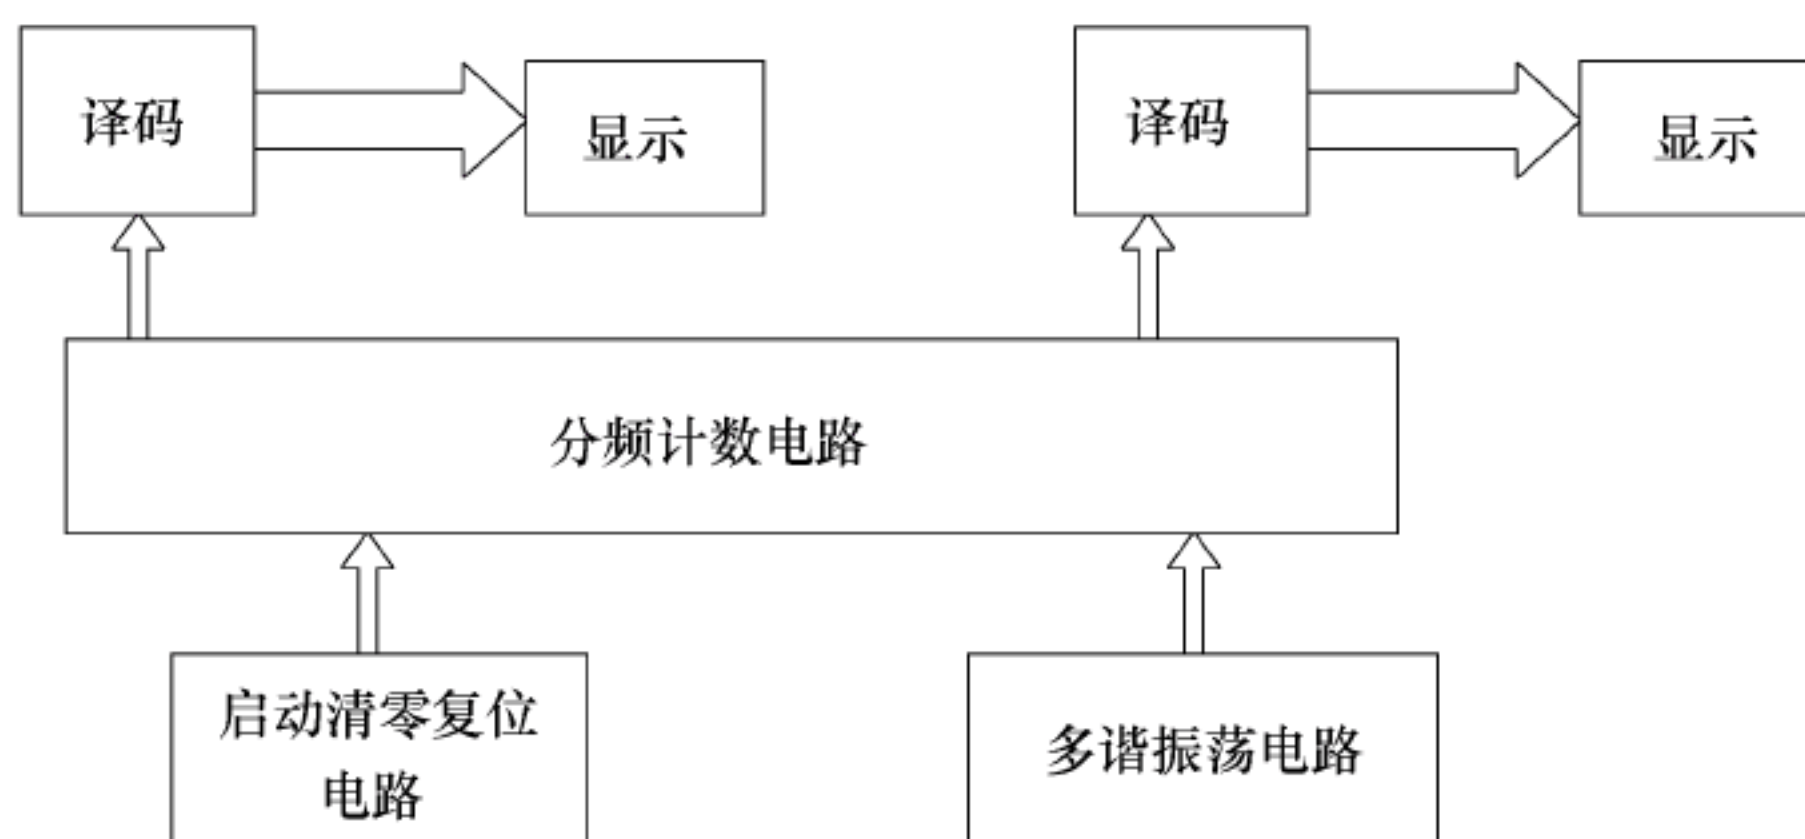 译码
显示
译码
显示
分频计数电路
启动清零复位
电路
多谐振荡电路